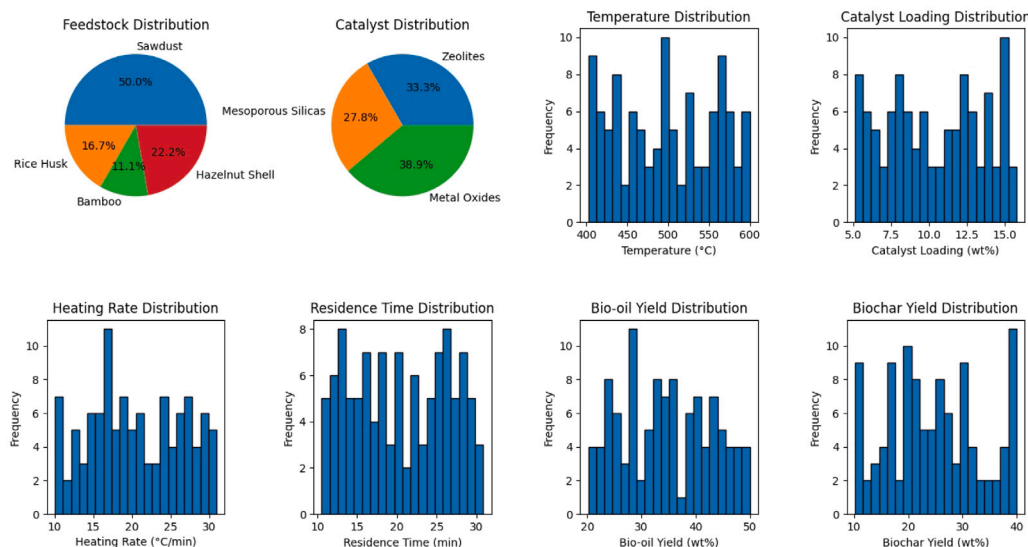 Feedstock Distribution
Sawdust
50.0%
16.7%
11.1%
22.2%
Rice Husk
Bamboo
Hazelnut Shell
Catalyst Distribution
Zeolites
33.3%
Mesoporous Silicas
27.8%
38.9%
Metal Oxides
Temperature Distribution
Frequency
10
8
6
4
2
0
400 450 500 550 600
Temperature (°C)
Catalyst Loading Distribution
Frequency
10
8
6
4
2
0
5.0 7.5 10.0 12.5 15.0
Catalyst Loading (wt%)
Heating Rate Distribution
Frequency
10
8
6
4
2
0
10 15 20 25 30
Heating Rate (°C/min)
Residence Time Distribution
Frequency
8
7
6
5
4
3
2
1
0
10 15 20 25 30
Residence Time (min)
Bio-oil Yield Distribution
Frequency
10
8
6
4
2
0
20 30 40 50
Bio-oil Yield (wt%)
Biochar Yield Distribution
Frequency
10
8
6
4
2
0
10 20 30 40
Biochar Yield (wt%)